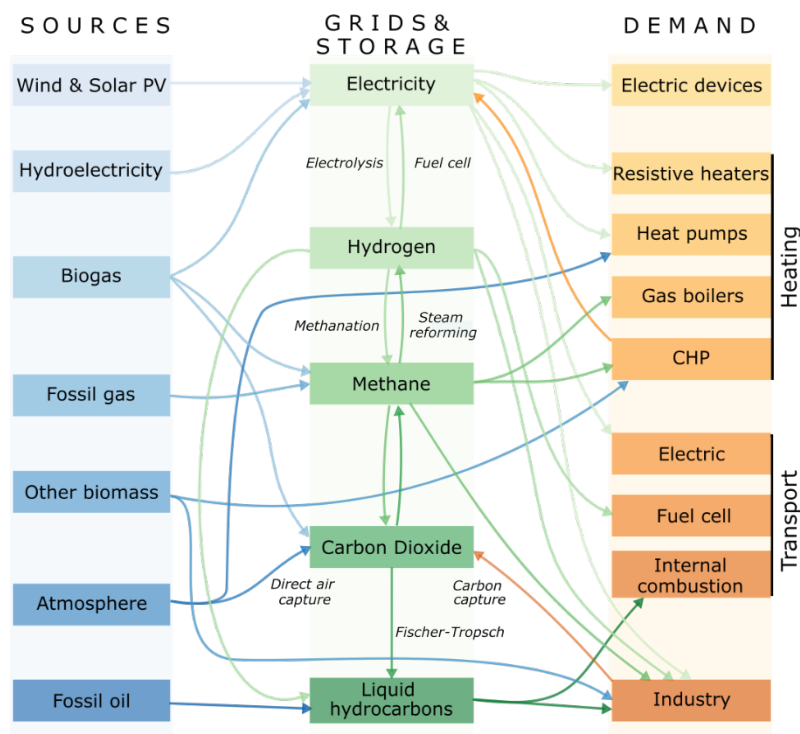 SOURCES
GRIDS&
STORAGE
DEMAND
Wind & Solar PV
Hydroelectricity
Biogas
Fossil gas
Other biomass
Atmosphere
Fossil oil
Electricity
Electrolysis
Fuel cell
Hydrogen
Methanation
Steam
reforming
Methane
Carbon Dioxide
Direct air
capture
Carbon
capture
Fischer-Tropsch
Liquid
hydrocarbons
Electric devices
Resistive heaters
Heat pumps
Gas boilers
CHP
Heating
Electric
Fuel cell
Internal
combustion
Transport
Industry